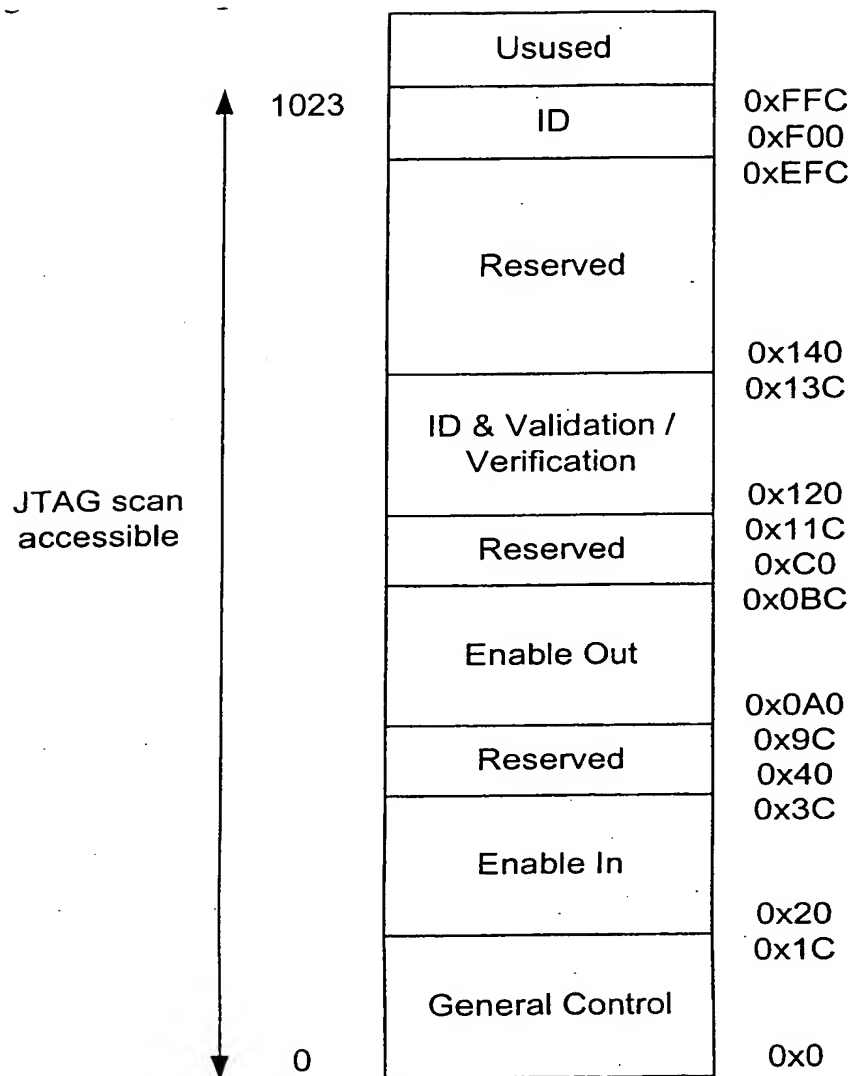 UsusED
1023
ID
0xFFC
0xF00
0xEFC
Reserved
0x140
0x13C
ID & Validation /
Verification
JTAG scan
accessible
0x120
0x11C
Reserved
0xC0
0x0BC
Enable Out
0x0A0
0x9C
Reserved
0x40
0x3C
Enable In
0x20
0x1C
General Control
0
0x0